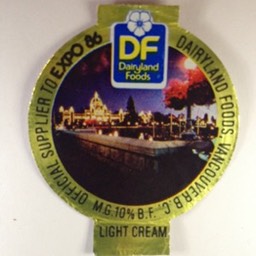 DF
Dairyland
Foods
OFFICIAL SUPPLIER TO EXPO 86
DAIRYLAND FOODS - VANCOUVER B.C.
M.G. 10% B.F.
LIGHT CREAM